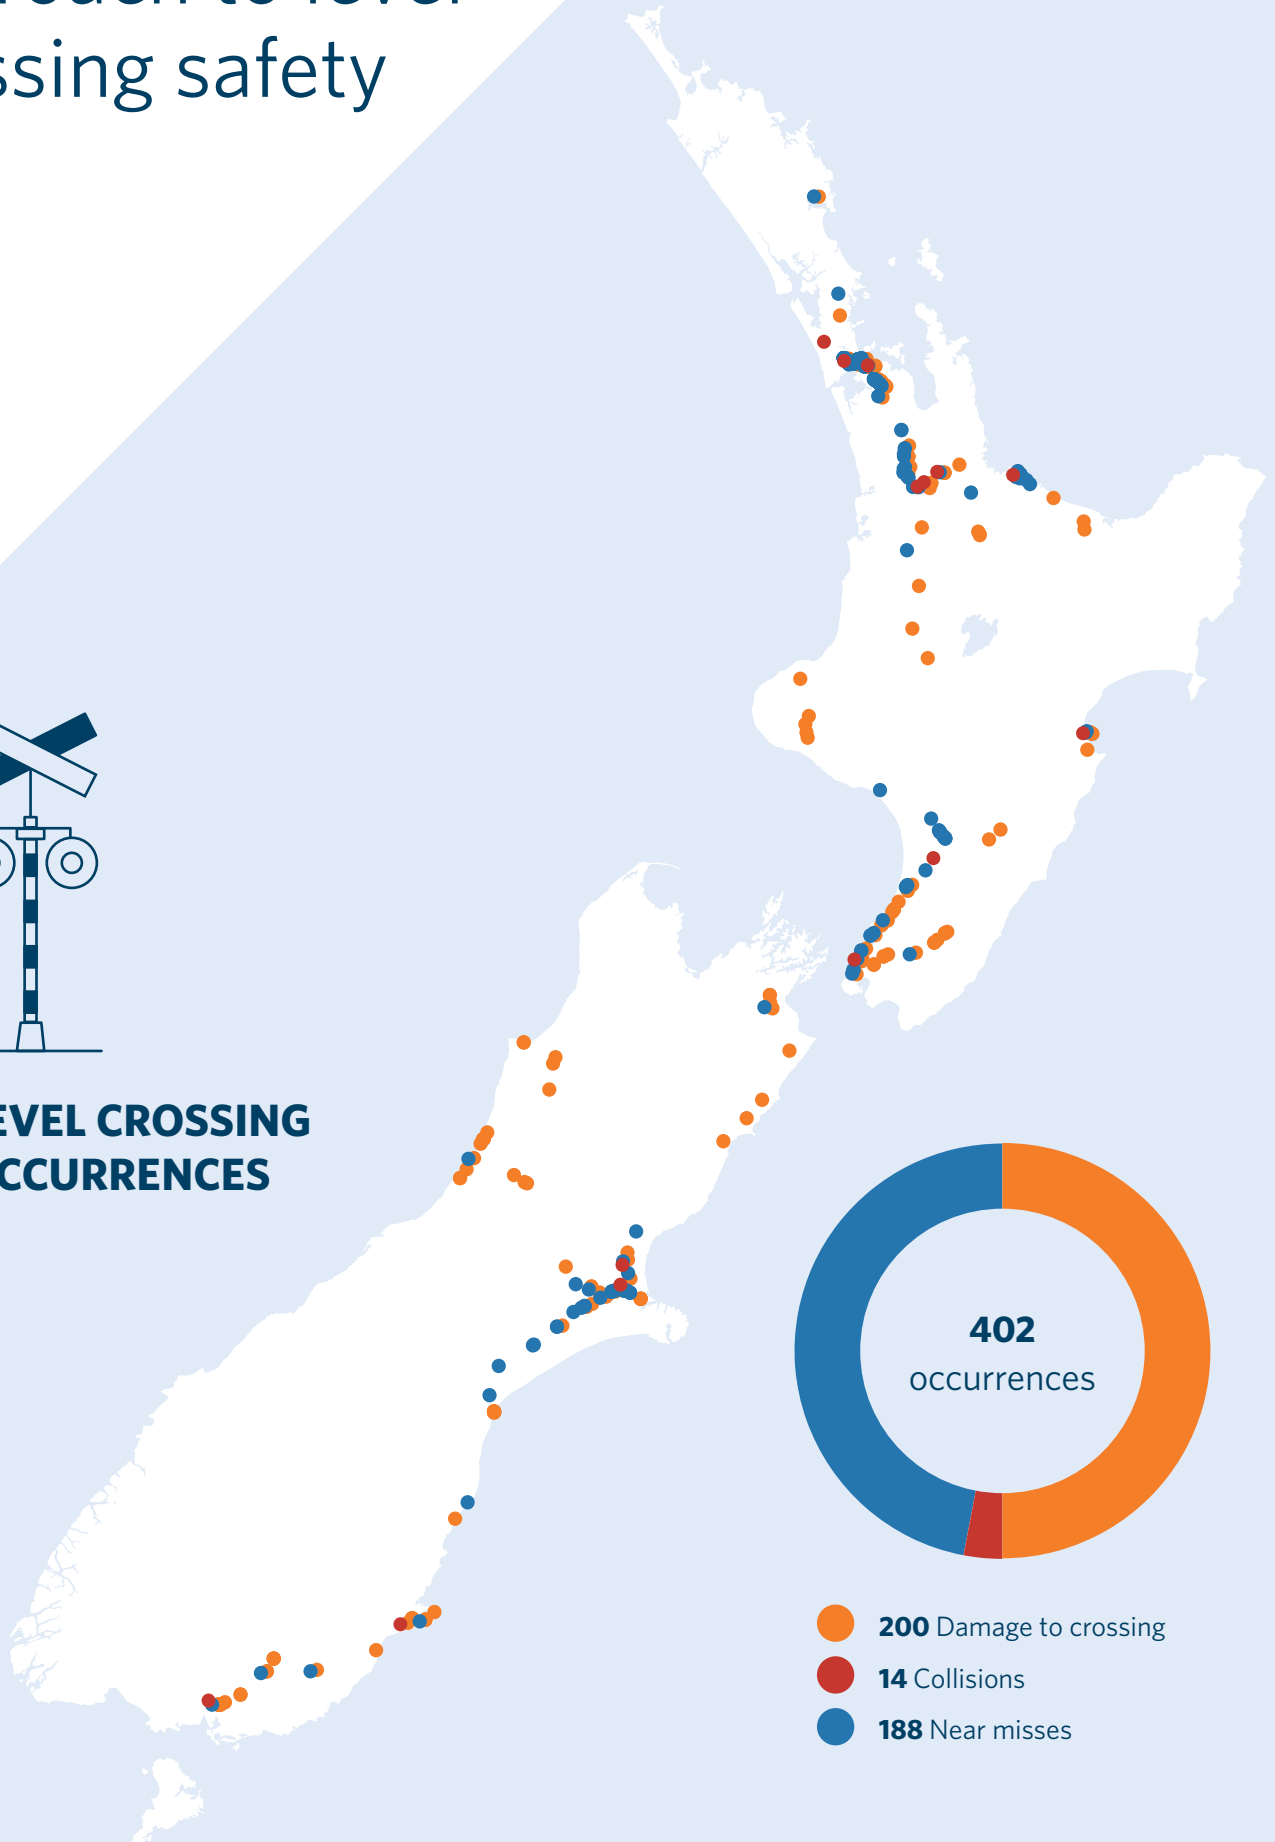 ssing safety
EVEL CROSSING
CCURRENCES
402
occurrences
200 Damage to crossing
14 Collisions
188 Near misses